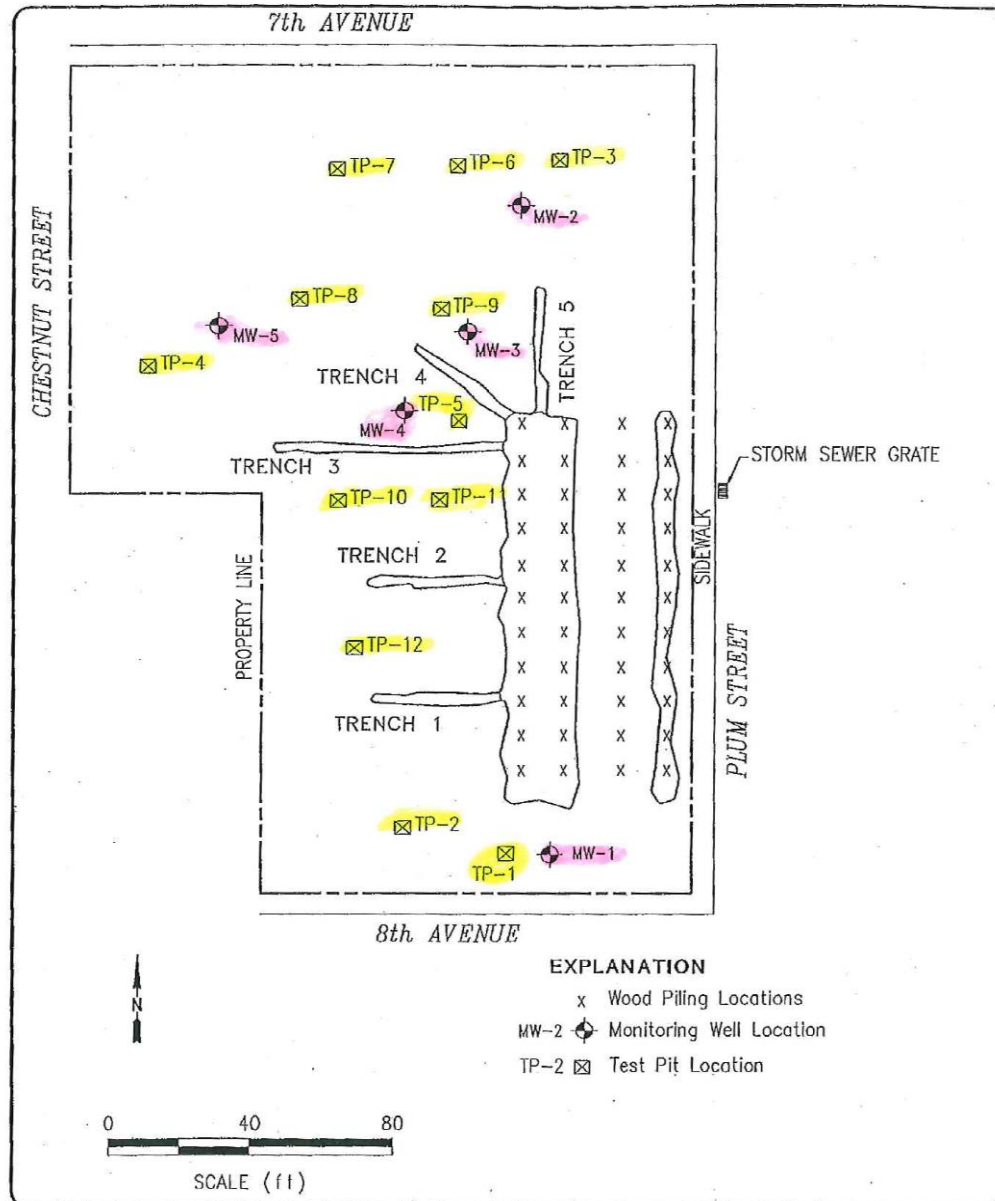 7th AVENUE
TP-7
TP-6
TP-3
MW-2
CHESTNUT STREET
TP-8
TP-9
MW-5
MW-3
TRENCH 5
TP-4
TRENCH 4
TP-5
MW-4
TRENCH 3
STORM SEWER GRATE
TP-10
TP-1
SIDEWALK
TRENCH 2
PROPERTY LINE
TP-12
PLUM STREET
TRENCH 1
TP-2
TP-1
MW-1
8th AVENUE
EXPLANATION
x Wood Piling Locations
MW-2 Monitoring Well Location
TP-2 Test Pit Location
N
0 40 80
SCALE (ft)